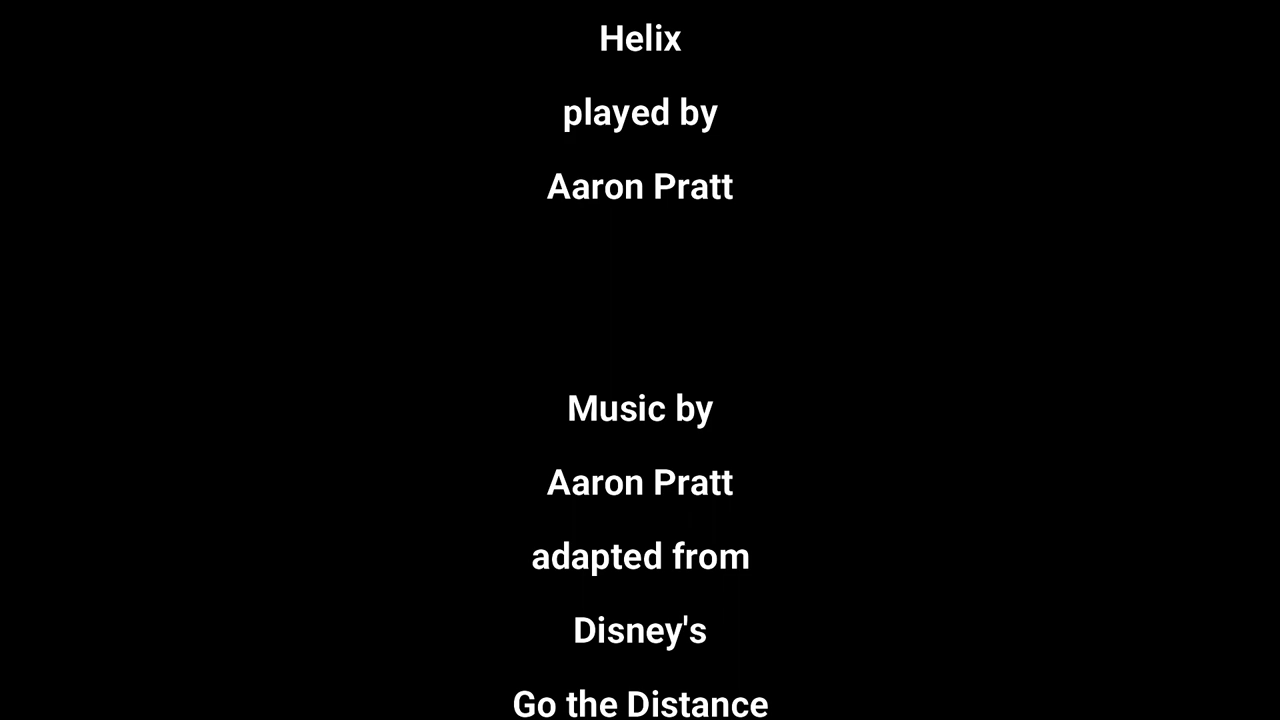 Helix
played by
Aaron Pratt
Music by
Aaron Pratt
adapted from
Disney's
Go the Distance